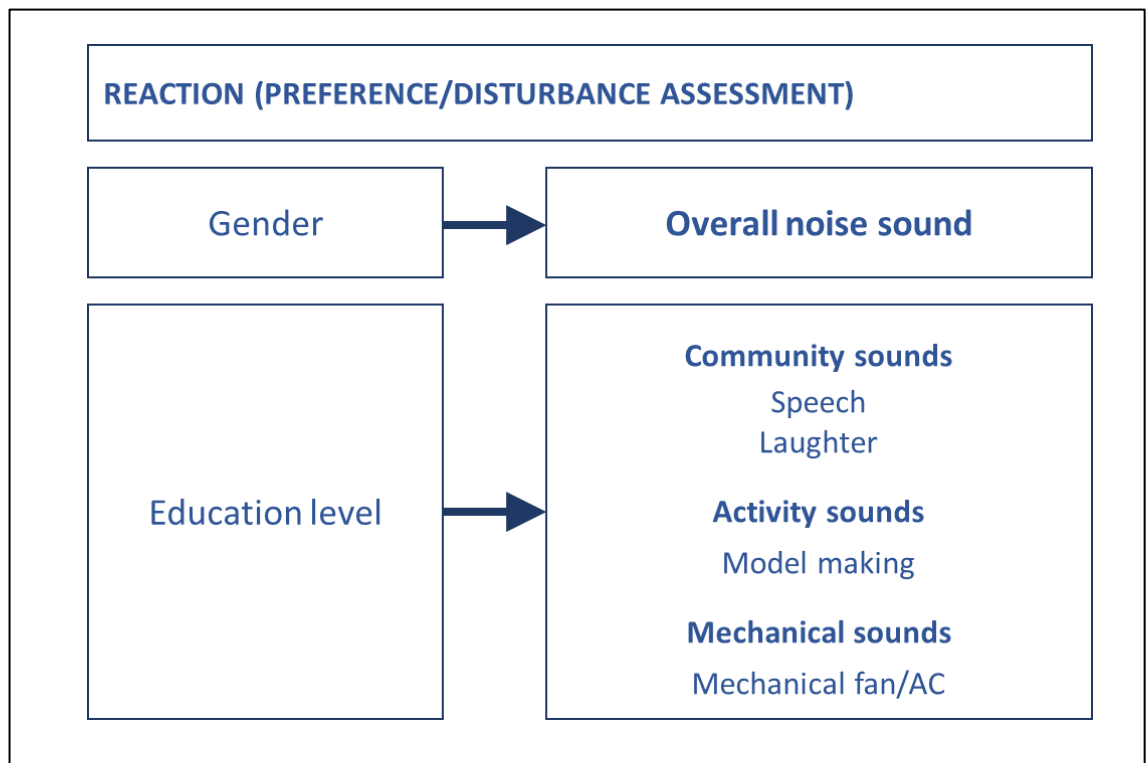 REACTION (PREFERENCE/DISTURBANCE ASSESSMENT)
Gender
Overall noise sound
Education level
Community sounds
Speech
Laughter
Activity sounds
Model making
Mechanical sounds
Mechanical fan/AC